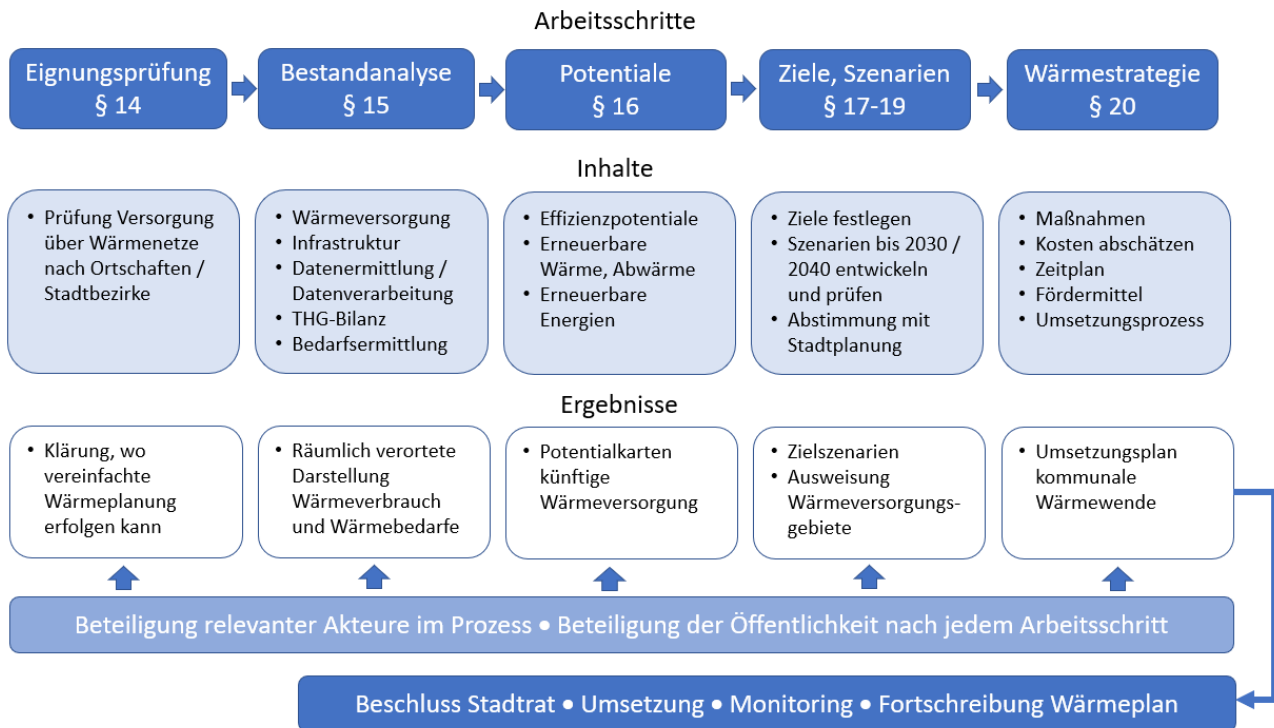 Arbeitsschritte
Eignungsprüfung
§ 14
Bestandanalyse
§ 15
Potentiale
§ 16
Ziele, Szenarien
§ 17-19
Wärmestrategie
§ 20
Inhalte
• Prüfung Versorgung
über Wärmenetze
nach Ortschaften /
Stadtbezirke
• Wärmeversorgung
• Infrastruktur
• Datenermittlung /
Datenverarbeitung
• THG-Bilanz
• Bedarfsermittlung
• Effizienzpotentiale
• Erneuerbare
Wärme, Abwärme
• Erneuerbare
Energien
• Ziele festlegen
• Szenarien bis 2030 /
2040 entwickeln
und prüfen
• Abstimmung mit
Stadtplanung
• Maßnahmen
• Kosten abschätzen
• Zeitplan
• Fördermittel
• Umsetzungsprozess
Ergebnisse
• Klärung, wo
vereinfachte
Wärmeplanung
erfolgen kann
• Räumlich verortete
Darstellung
Wärmeverbrauch
und Wärmebedarfe
• Potentialkarten
künftige
Wärmeversorgung
• Zielszenarien
• Ausweisung
Wärmeversorgungs-
gebiete
• Umsetzungsplan
kommunale
Wärmewende
Beteiligung relevanter Akteure im Prozess • Beteiligung der Öffentlichkeit nach jedem Arbeitsschritt
Beschluss Stadtrat • Umsetzung • Monitoring • Fortschreibung Wärmeplan